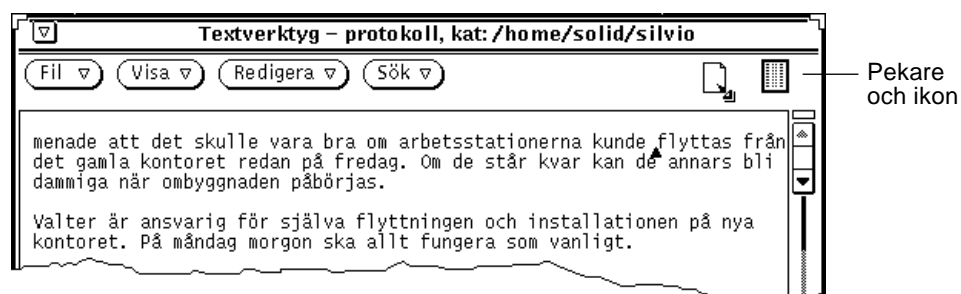 Textverktyg – protokoll, kat: /home/solid/silvio
Fil Visa Redigera Sök
Pekare
och ikon
menade att det skulle vara bra om arbetsstationerna kunde flyttas från
det gamla kontoret redan på fredag. Om de står kvar kan de annars bli
dammiga när ombyggnaden påbörjas.
Valter är ansvarig för själva flyttningen och installationen på nya
kontoret. På måndag morgon ska allt fungera som vanligt.